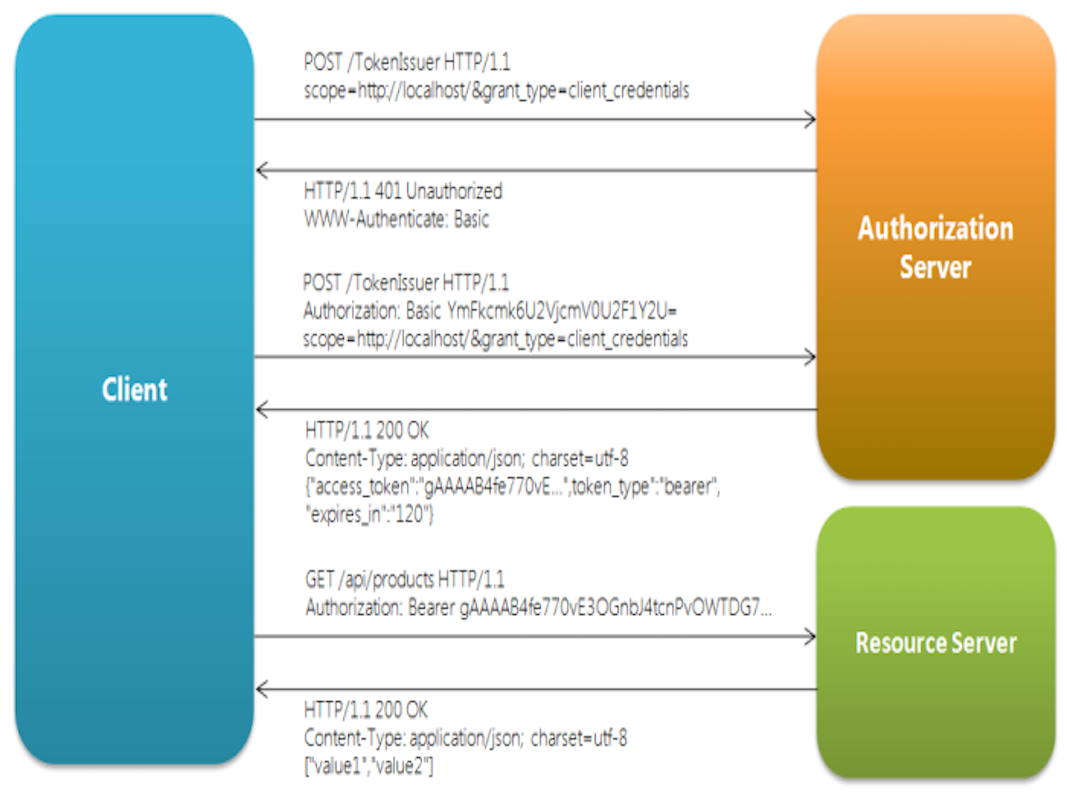 POST /TokenIssuer HTTP/1.1
scope=http://localhost/&grant_type=client_credentials
HTTP/1.1 401 Unauthorized
WWW-Authenticate: Basic
Authorization
Server
POST /TokenIssuer HTTP/1.1
Authorization: Basic YmFkcmk6U2VjcmV0U2F1Y2U=
scope=http://localhost/&grant_type=client_credentials
Client
HTTP/1.1 200 OK
Content-Type: application/json; charset=utf-8
{"access_token":"gAAAAB4fe770vE...",token_type":"bearer",
"expires_in":"120"}
GET /api/products HTTP/1.1
Authorization: Bearer gAAAAB4fe770vE3OGnbJ4tcnPvOWTDG7...
Resource Server
HTTP/1.1 200 OK
Content-Type: application/json; charset=utf-8
["value1","value2"]